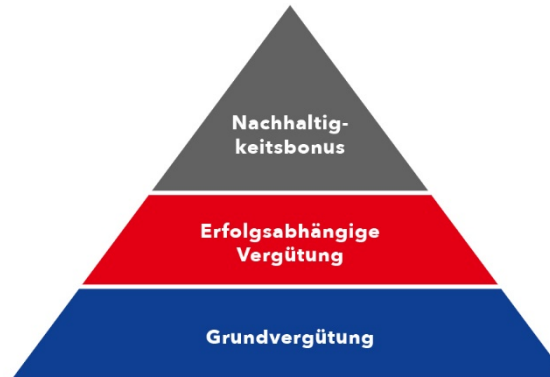 Nachhaltig-
keitsbonus
Erfolgsabhängige
Vergütung
Grundvergütung